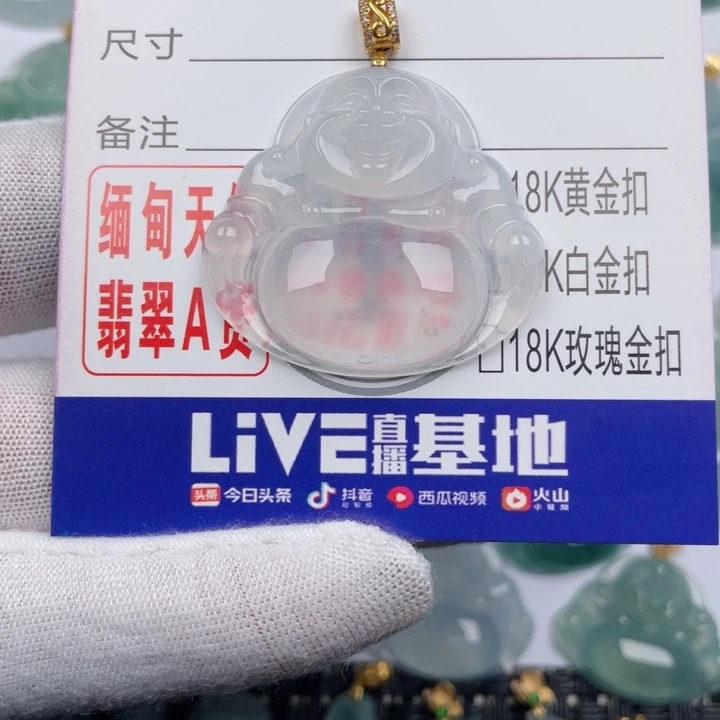 尺寸
备注
缅甸天
翡翠A货
18K黄金扣
K白金扣
18K玫瑰金扣
LiVE直播基地
头条 今日头条 抖音 西瓜视频 火山